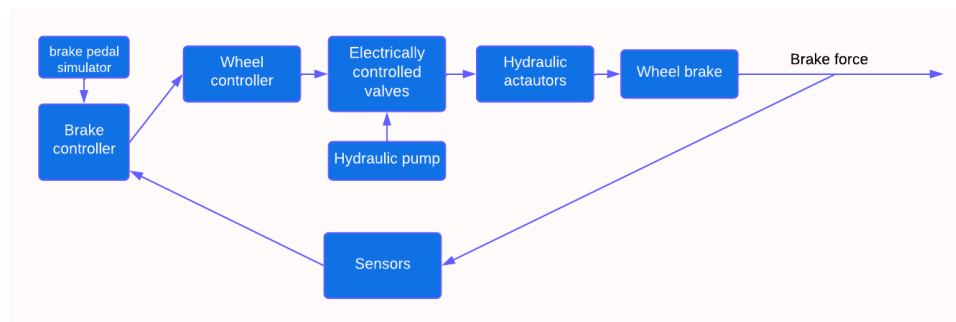 brake pedal
simulator
Wheel
controller
Electrically
controlled
valves
Hydraulic
actautors
Wheel brake
Brake force
Brake
controller
Hydraulic pump
Sensors